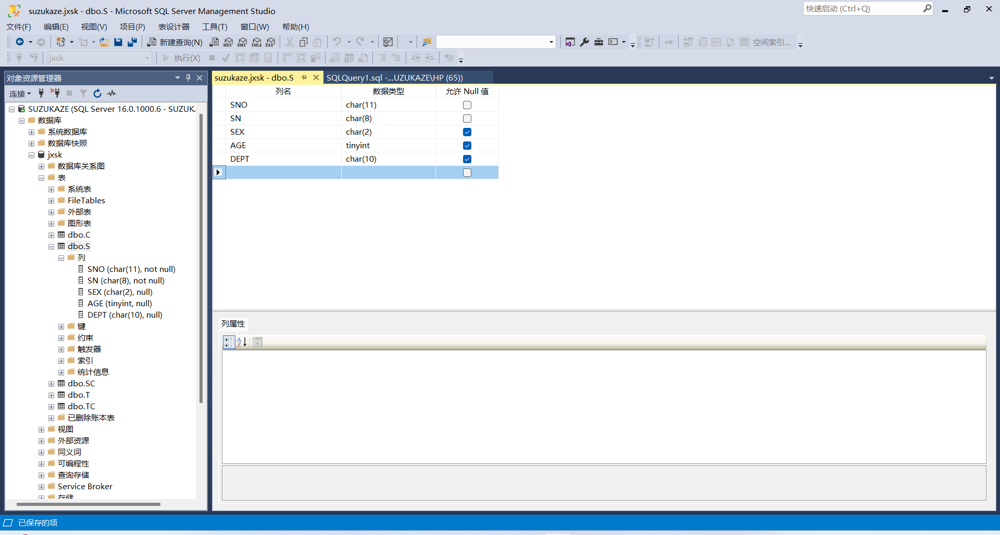 suzukaze.jxsk - dbo.S - Microsoft SQL Server Management Studio
快速启动 (Ctrl+Q)
文件(F) 编辑(E) 视图(V) 项目(P) 表设计器 工具(T) 窗口(W) 帮助(H)
新建查询(N) MDX DMX XMLA DAX 空间索引...
jxsk 执行(X)
对象资源管理器
连接
SUZUKAZE (SQL Server 16.0.1000.6 - SUZUK
数据库
系统数据库
数据库快照
jxsk
数据库关系图
表
系统表
FileTables
外部表
图形表
dbo.C
dbo.S
列
SNO (char(11), not null)
SN (char(8), not null)
SEX (char(2), null)
AGE (tinyint, null)
DEPT (char(10), null)
键
约束
触发器
索引
统计信息
dbo.SC
dbo.T
dbo.TC
已删除账本表
视图
外部资源
同义词
可编程性
查询存储
Service Broker
存储
suzukaze.jxsk - dbo.S SQLQuery1.sql -...UZUKAZE\HP (65))
列名 数据类型 允许 Null 值
SNO char(11)
SN char(8)
SEX char(2)
AGE tinyint
DEPT char(10)
列属性
已保存的项